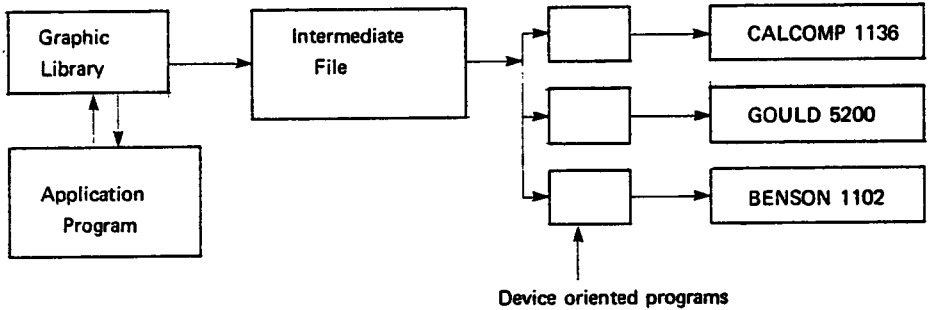 Graphic
Library
Intermediate
File
CALCOMP 1136
GOULD 5200
BENSON 1102
Application
Program
Device oriented programs